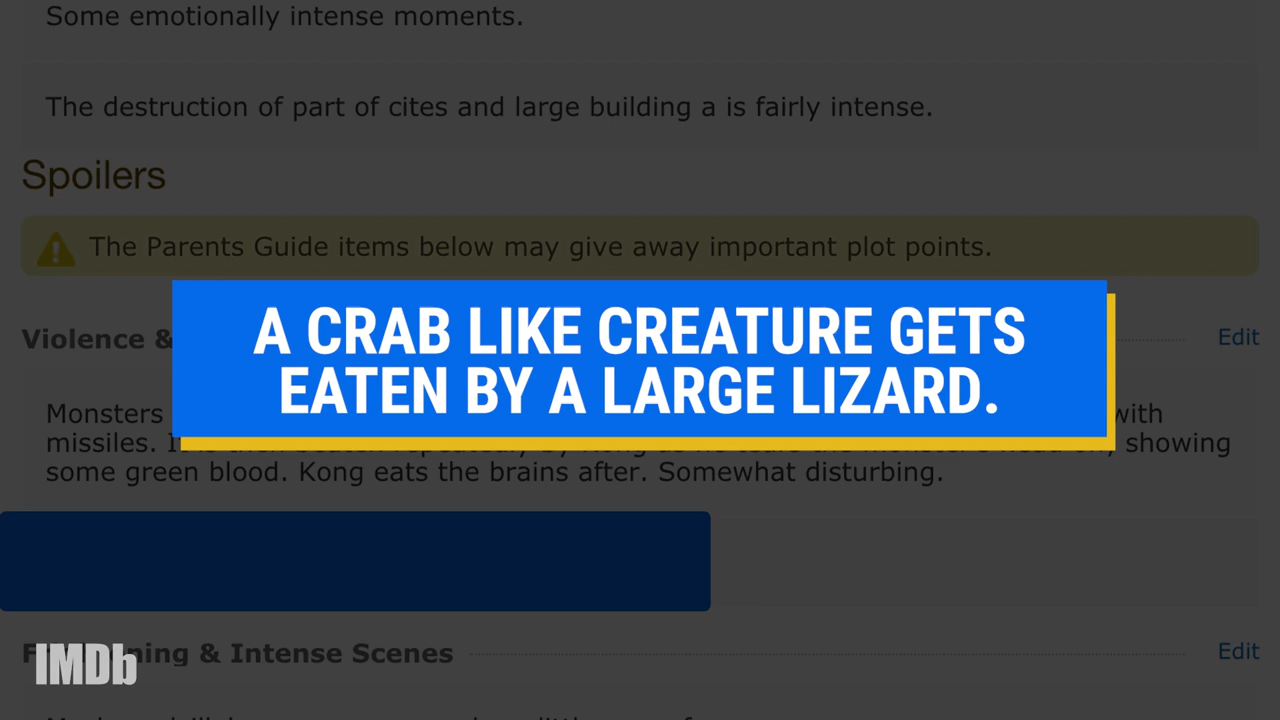 Some emotionally intense moments.
The destruction of part of cites and large building a is fairly intense.
Spoilers
The Parents Guide items below may give away important plot points.
Violence &
Edit
A CRAB LIKE CREATURE GETS
EATEN BY A LARGE LIZARD.
Monsters with
missiles. showing
some green blood. Kong eats the brains after. Somewhat disturbing.
IMDb
& Intense Scenes
Edit